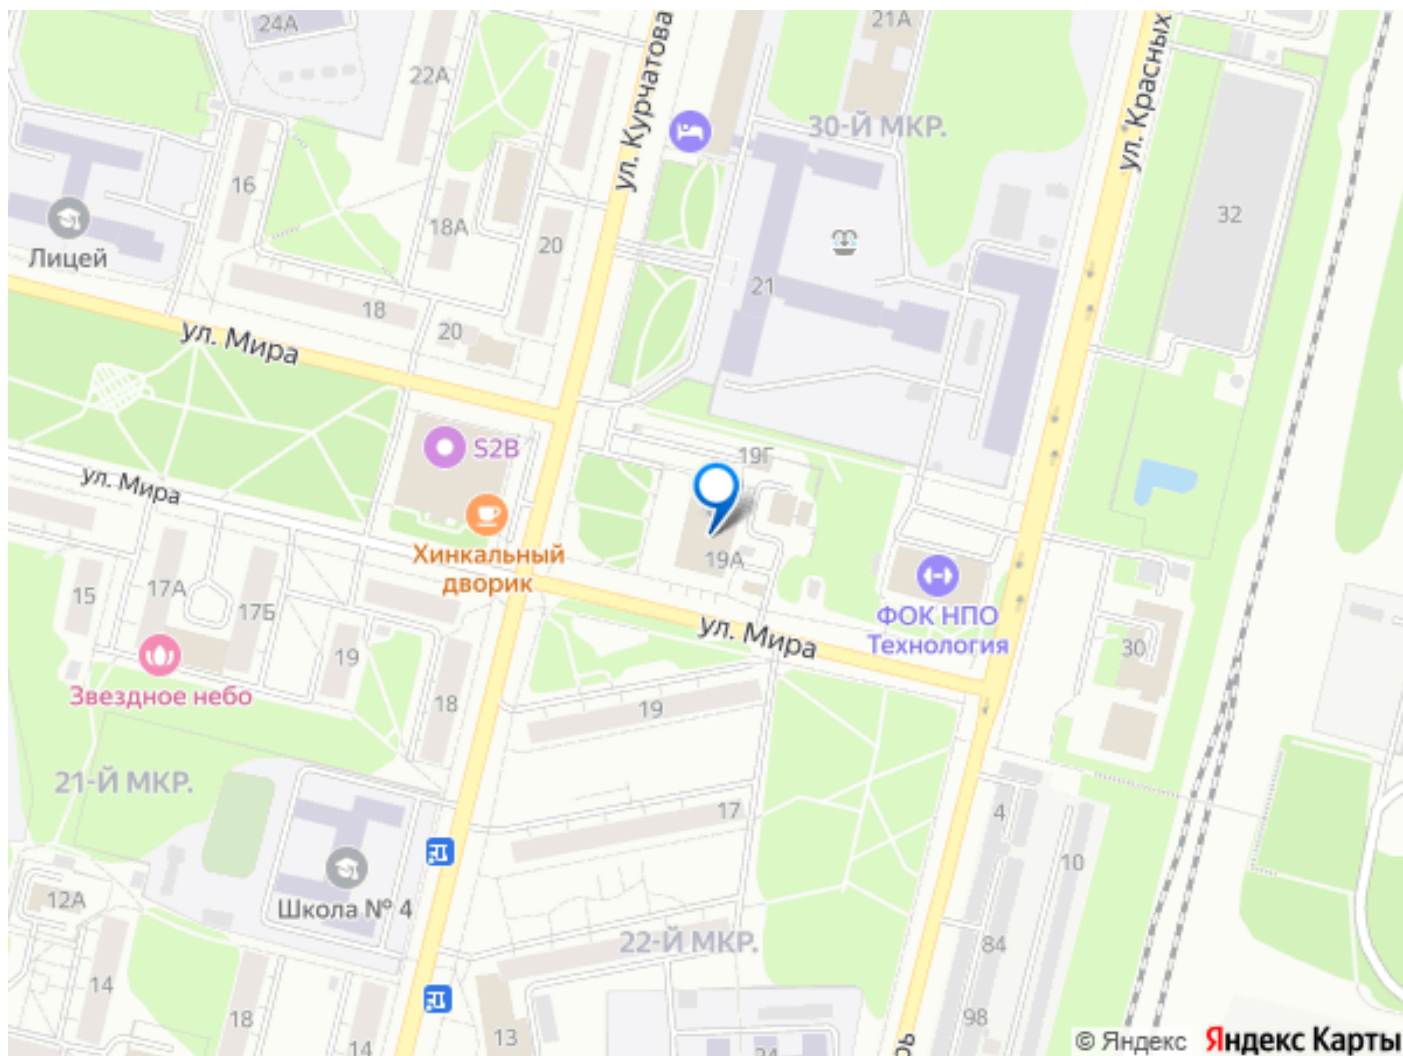 24А
21А
22А
ул. Курчатова
ул. Красных
30-Й МКР.
16
18А
20
32
Лицей
21
18
20
ул. Мира
S2B
19Г
ул. Мира
Хинкальный
дворик
19А
15
17А
17Б
ФОК НПО
Технология
ул. Мира
30
19
Звездное небо
18
19
21-Й МКР.
17
4
10
12А
Школа № 4
22-Й МКР.
84
14
18
13
98
14
© Яндекс
Яндекс Карты